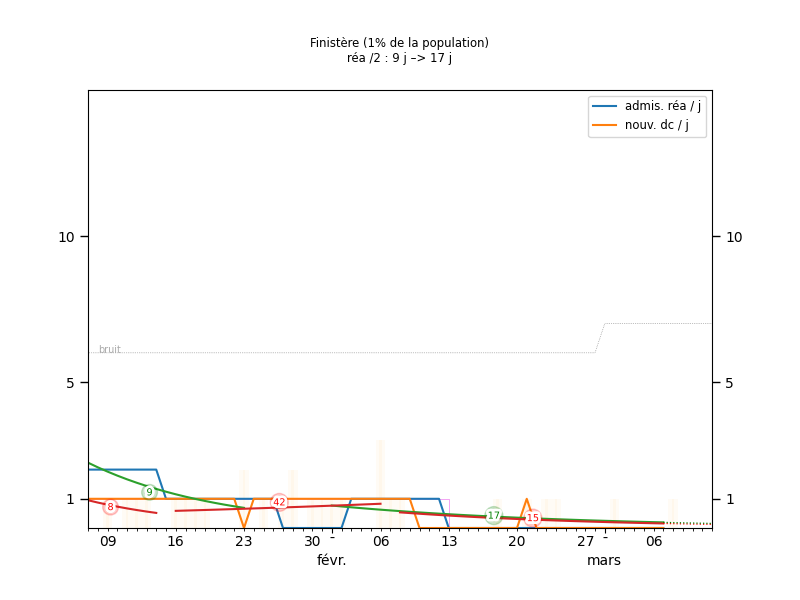 Finistère (1% de la population)
réa /2 : 9 j –> 17 j
admis. réa / j
nouv. dc / j
10 10
bruit
5 5
9
8
42
17
15
1 1
09 16 23 30 - 06 13 20 27 - 06
févr. mars